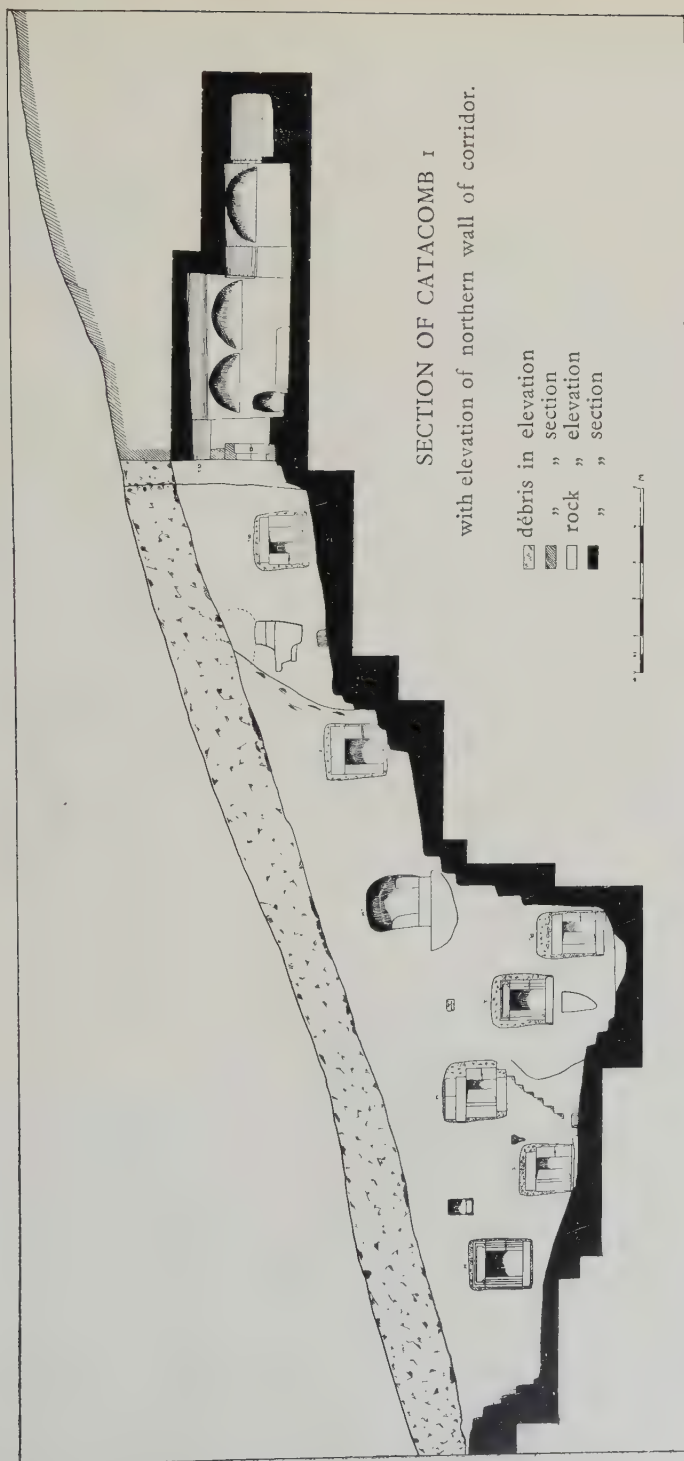 SECTION OF CATACOMB 1
with elevation of northern wall of corridor.
débris in elevation
„ „ section
rock „ elevation
„ „ section